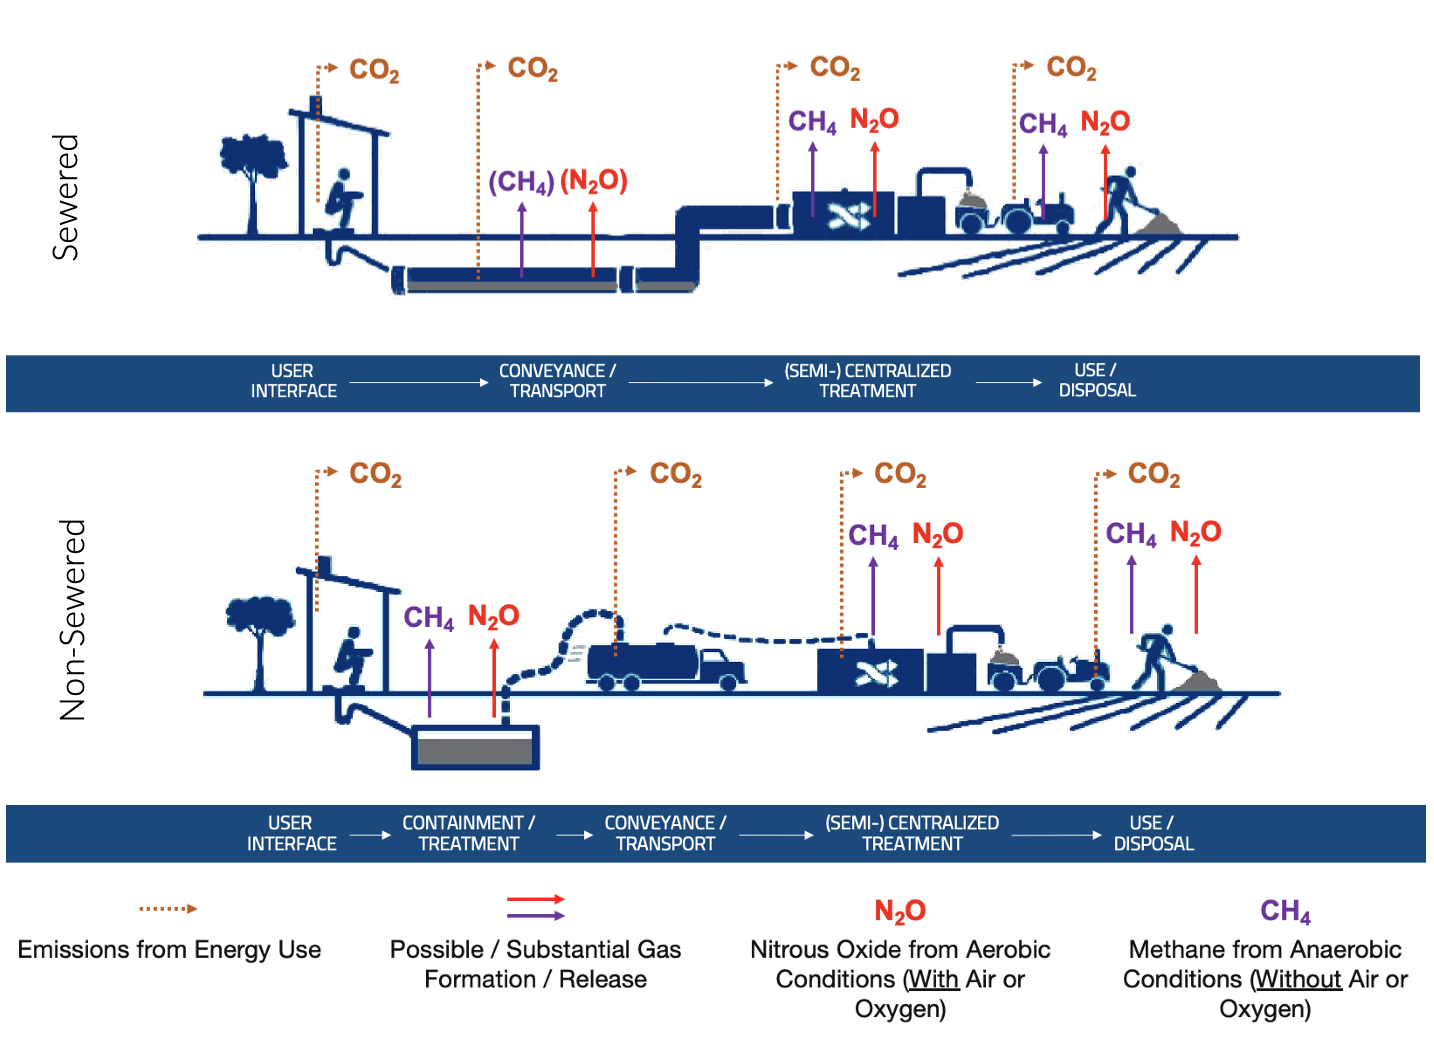 CO₂ CO₂ CO₂ CO₂
CH₄ N₂O CH₄ N₂O
(CH₄) (N₂O)
Sewered
USER
INTERFACE
CONVEYANCE /
TRANSPORT
(SEMI-) CENTRALIZED
TREATMENT
USE /
DISPOSAL
CO₂ CO₂ CO₂ CO₂
CH₄ N₂O CH₄ N₂O
CH₄ N₂O
Non-Sewered
USER
INTERFACE
CONTAINMENT /
TREATMENT
CONVEYANCE /
TRANSPORT
(SEMI-) CENTRALIZED
TREATMENT
USE /
DISPOSAL
Emissions from Energy Use
Possible / Substantial Gas
Formation / Release
N₂O
Nitrous Oxide from Aerobic
Conditions (With Air or
Oxygen)
CH₄
Methane from Anaerobic
Conditions (Without Air or
Oxygen)